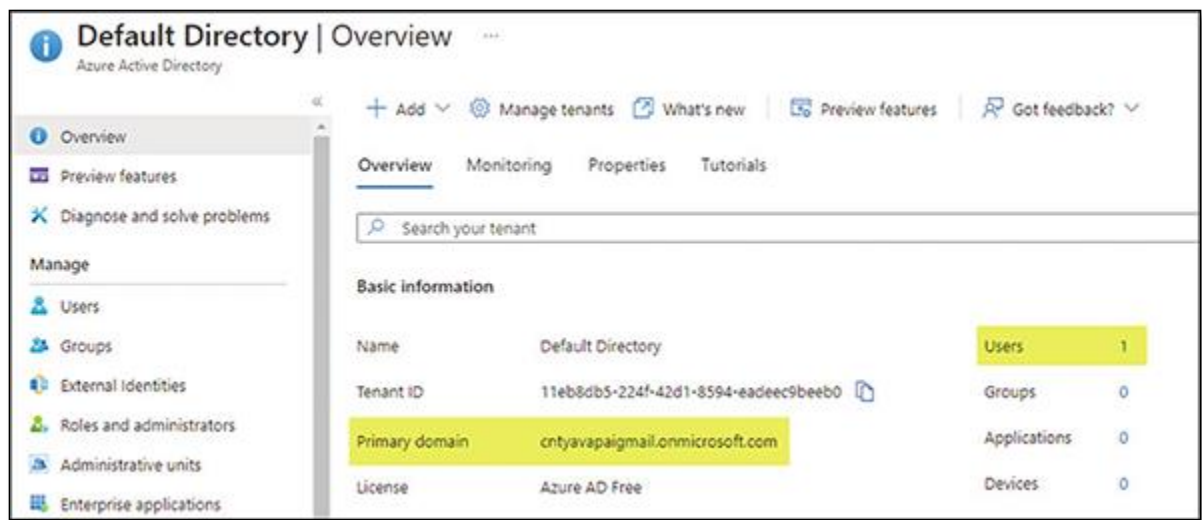 Default Directory | Overview ...
Azure Active Directory
«
+ Add Manage tenants What's new Preview features Got feedback?
Overview
Preview features
Diagnose and solve problems
Manage
Users
Groups
External Identities
Roles and administrators
Administrative units
Enterprise applications
Overview Monitoring Properties Tutorials
Search your tenant
Basic information
Name Default Directory
Tenant ID 11eb8db5-224f-42d1-8594-eadeec9beeb0
Primary domain cntyavapaigmail.onmicrosoft.com
License Azure AD Free
Users 1
Groups 0
Applications 0
Devices 0